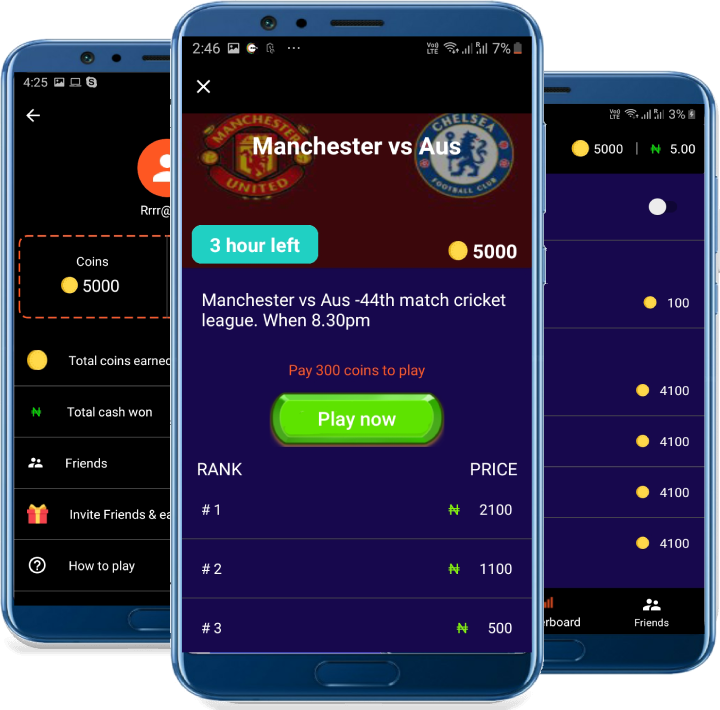 4:25
Rrrr@
Coins
5000
Total coins earned
Total cash won
Friends
Invite Friends & ea
How to play
2:46
7%
MANCHESTER
UNITED
CHELSEA
FOOTBALL CLUB
Manchester vs Aus
3 hour left
5000
Manchester vs Aus -44th match cricket
league. When 8.30pm
Pay 300 coins to play
Play now
RANK PRICE
# 1 ₦ 2100
# 2 ₦ 1100
# 3 ₦ 500
3%
5000 | ₦ 5.00
100
4100
4100
4100
4100
erboard Friends